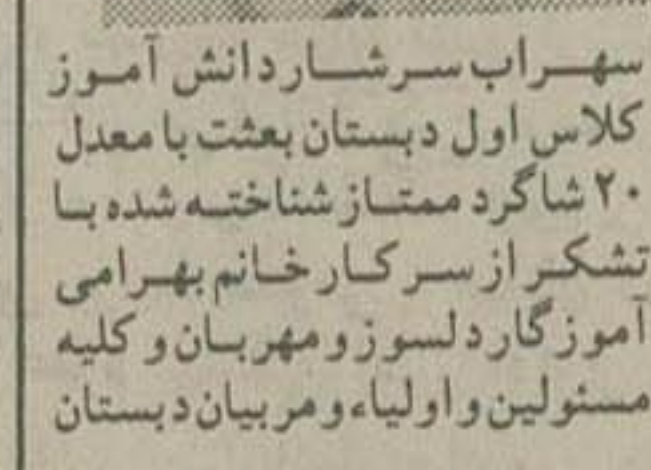 سهراب سرشار دانش آموز
کلاس اول دبستان بعثت با معدل
۲۰ شاگرد ممتاز شناخته شده با
تشکر از سرکار خانم بهرامی
آموزگار دلسوز و مهربان و کلیه
مسئولین و اولیاء و مربیان دبستان